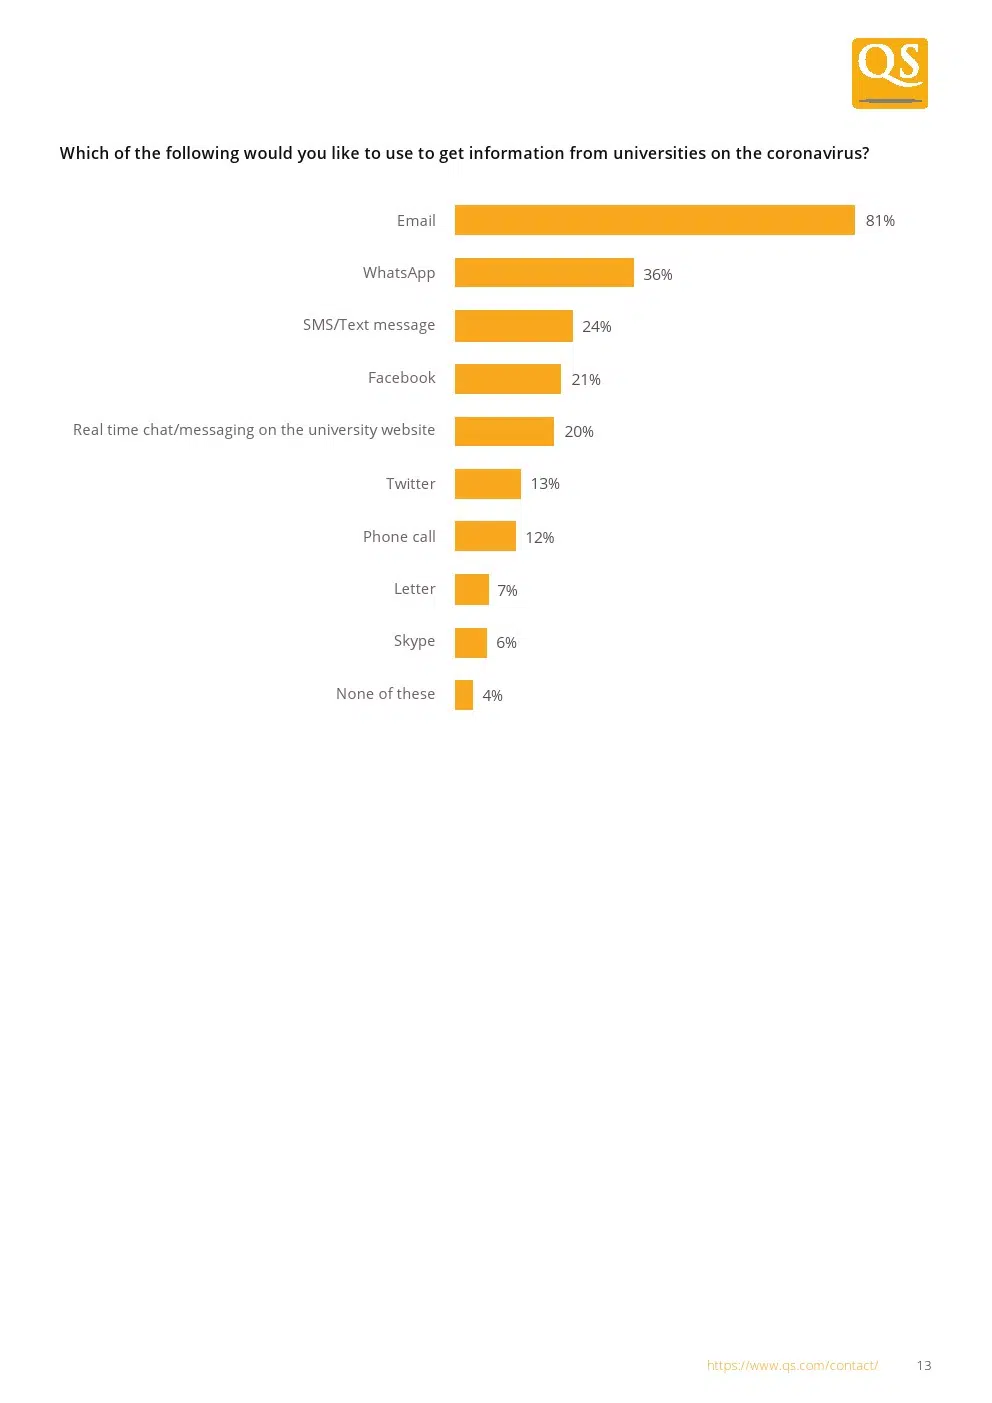 QS
Which of the following would you like to use to get information from universities on the coronavirus?
Email 81%
WhatsApp 36%
SMS/Text message 24%
Facebook 21%
Real time chat/messaging on the university website 20%
Twitter 13%
Phone call 12%
Letter 7%
Skype 6%
None of these 4%
https://www.qs.com/contact/ 13